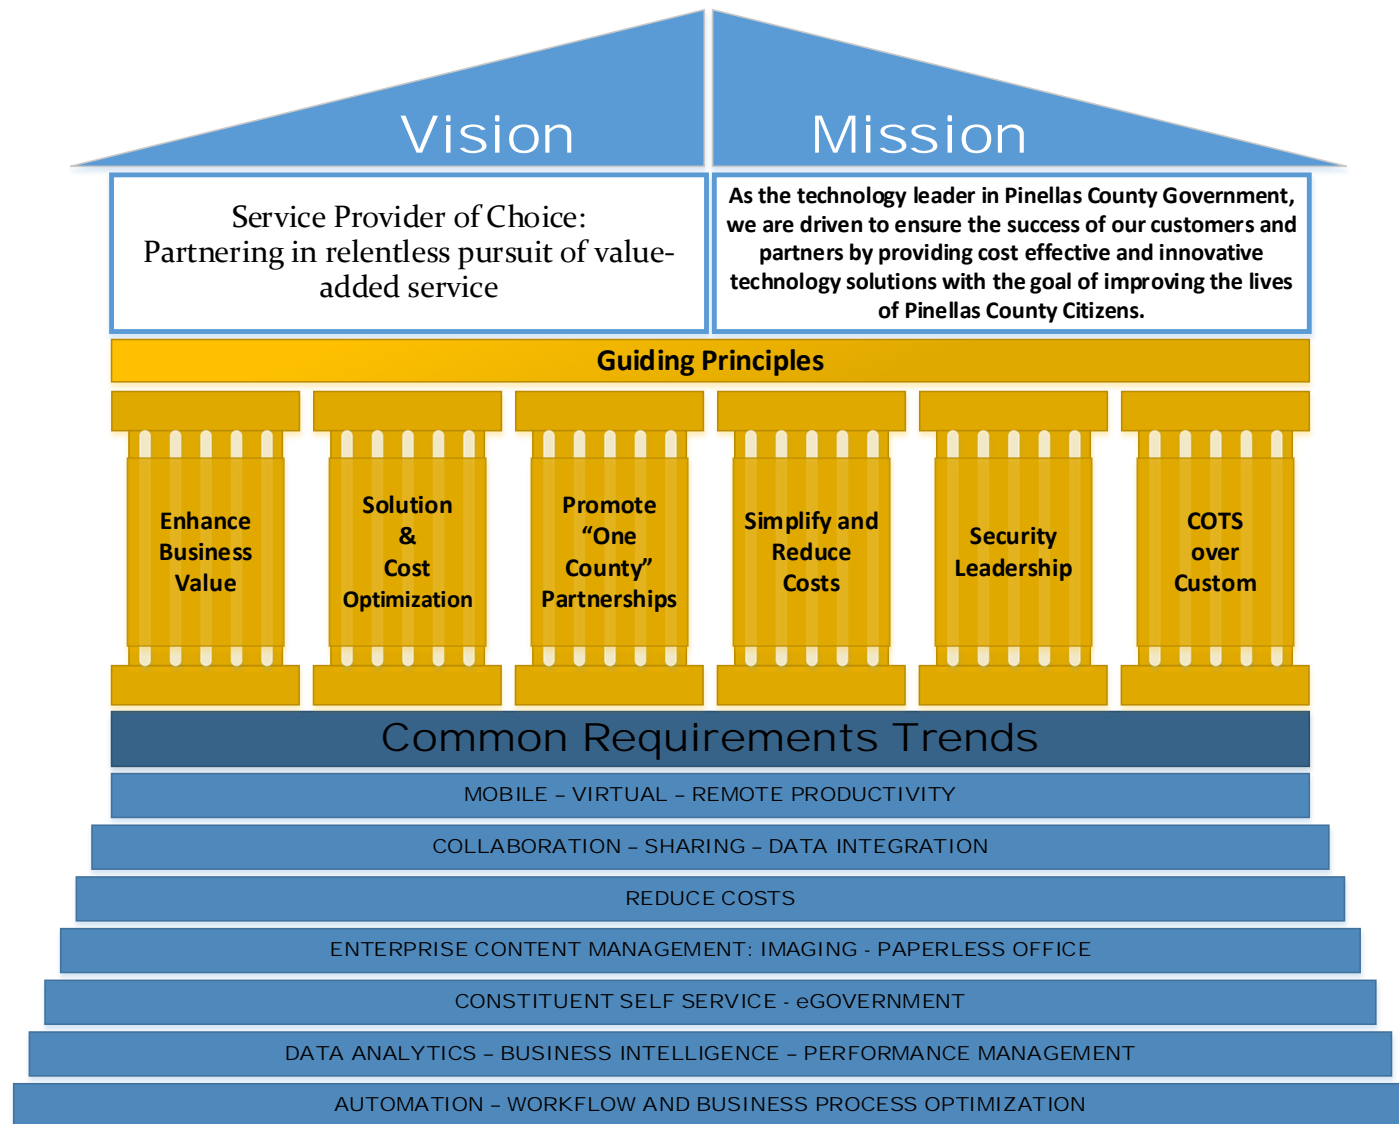 Vision
Mission
Service Provider of Choice:
Partnering in relentless pursuit of value-
added service
As the technology leader in Pinellas County Government,
we are driven to ensure the success of our customers and
partners by providing cost effective and innovative
technology solutions with the goal of improving the lives
of Pinellas County Citizens.
Guiding Principles
Enhance
Business
Value
Solution
&
Cost
Optimization
Promote
“One
County”
Partnerships
Simplify and
Reduce
Costs
Security
Leadership
COTS
over
Custom
Common Requirements Trends
MOBILE – VIRTUAL – REMOTE PRODUCTIVITY
COLLABORATION – SHARING – DATA INTEGRATION
REDUCE COSTS
ENTERPRISE CONTENT MANAGEMENT: IMAGING - PAPERLESS OFFICE
CONSTITUENT SELF SERVICE - eGOVERNMENT
DATA ANALYTICS – BUSINESS INTELLIGENCE – PERFORMANCE MANAGEMENT
AUTOMATION – WORKFLOW AND BUSINESS PROCESS OPTIMIZATION